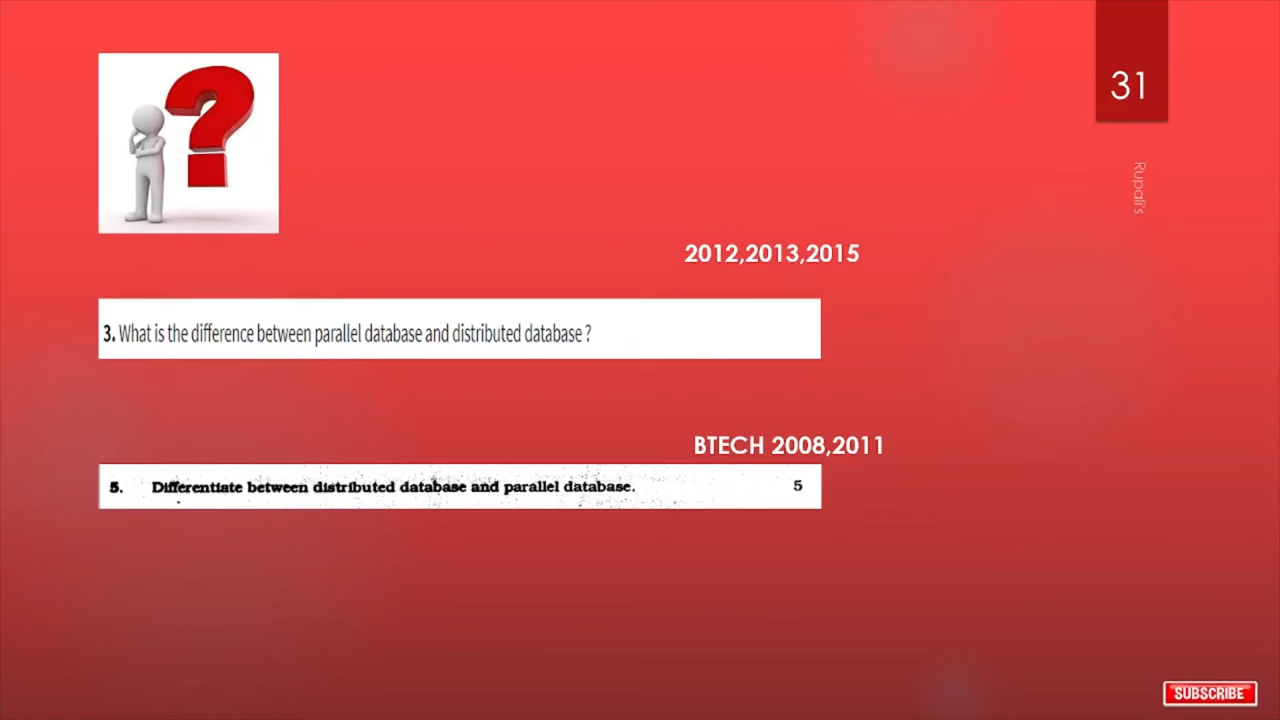 31
Rupali's
2012,2013,2015
3. What is the difference between parallel database and distributed database ?
BTECH 2008,2011
5. Differentiate between distributed database and parallel database. 5
SUBSCRIBE